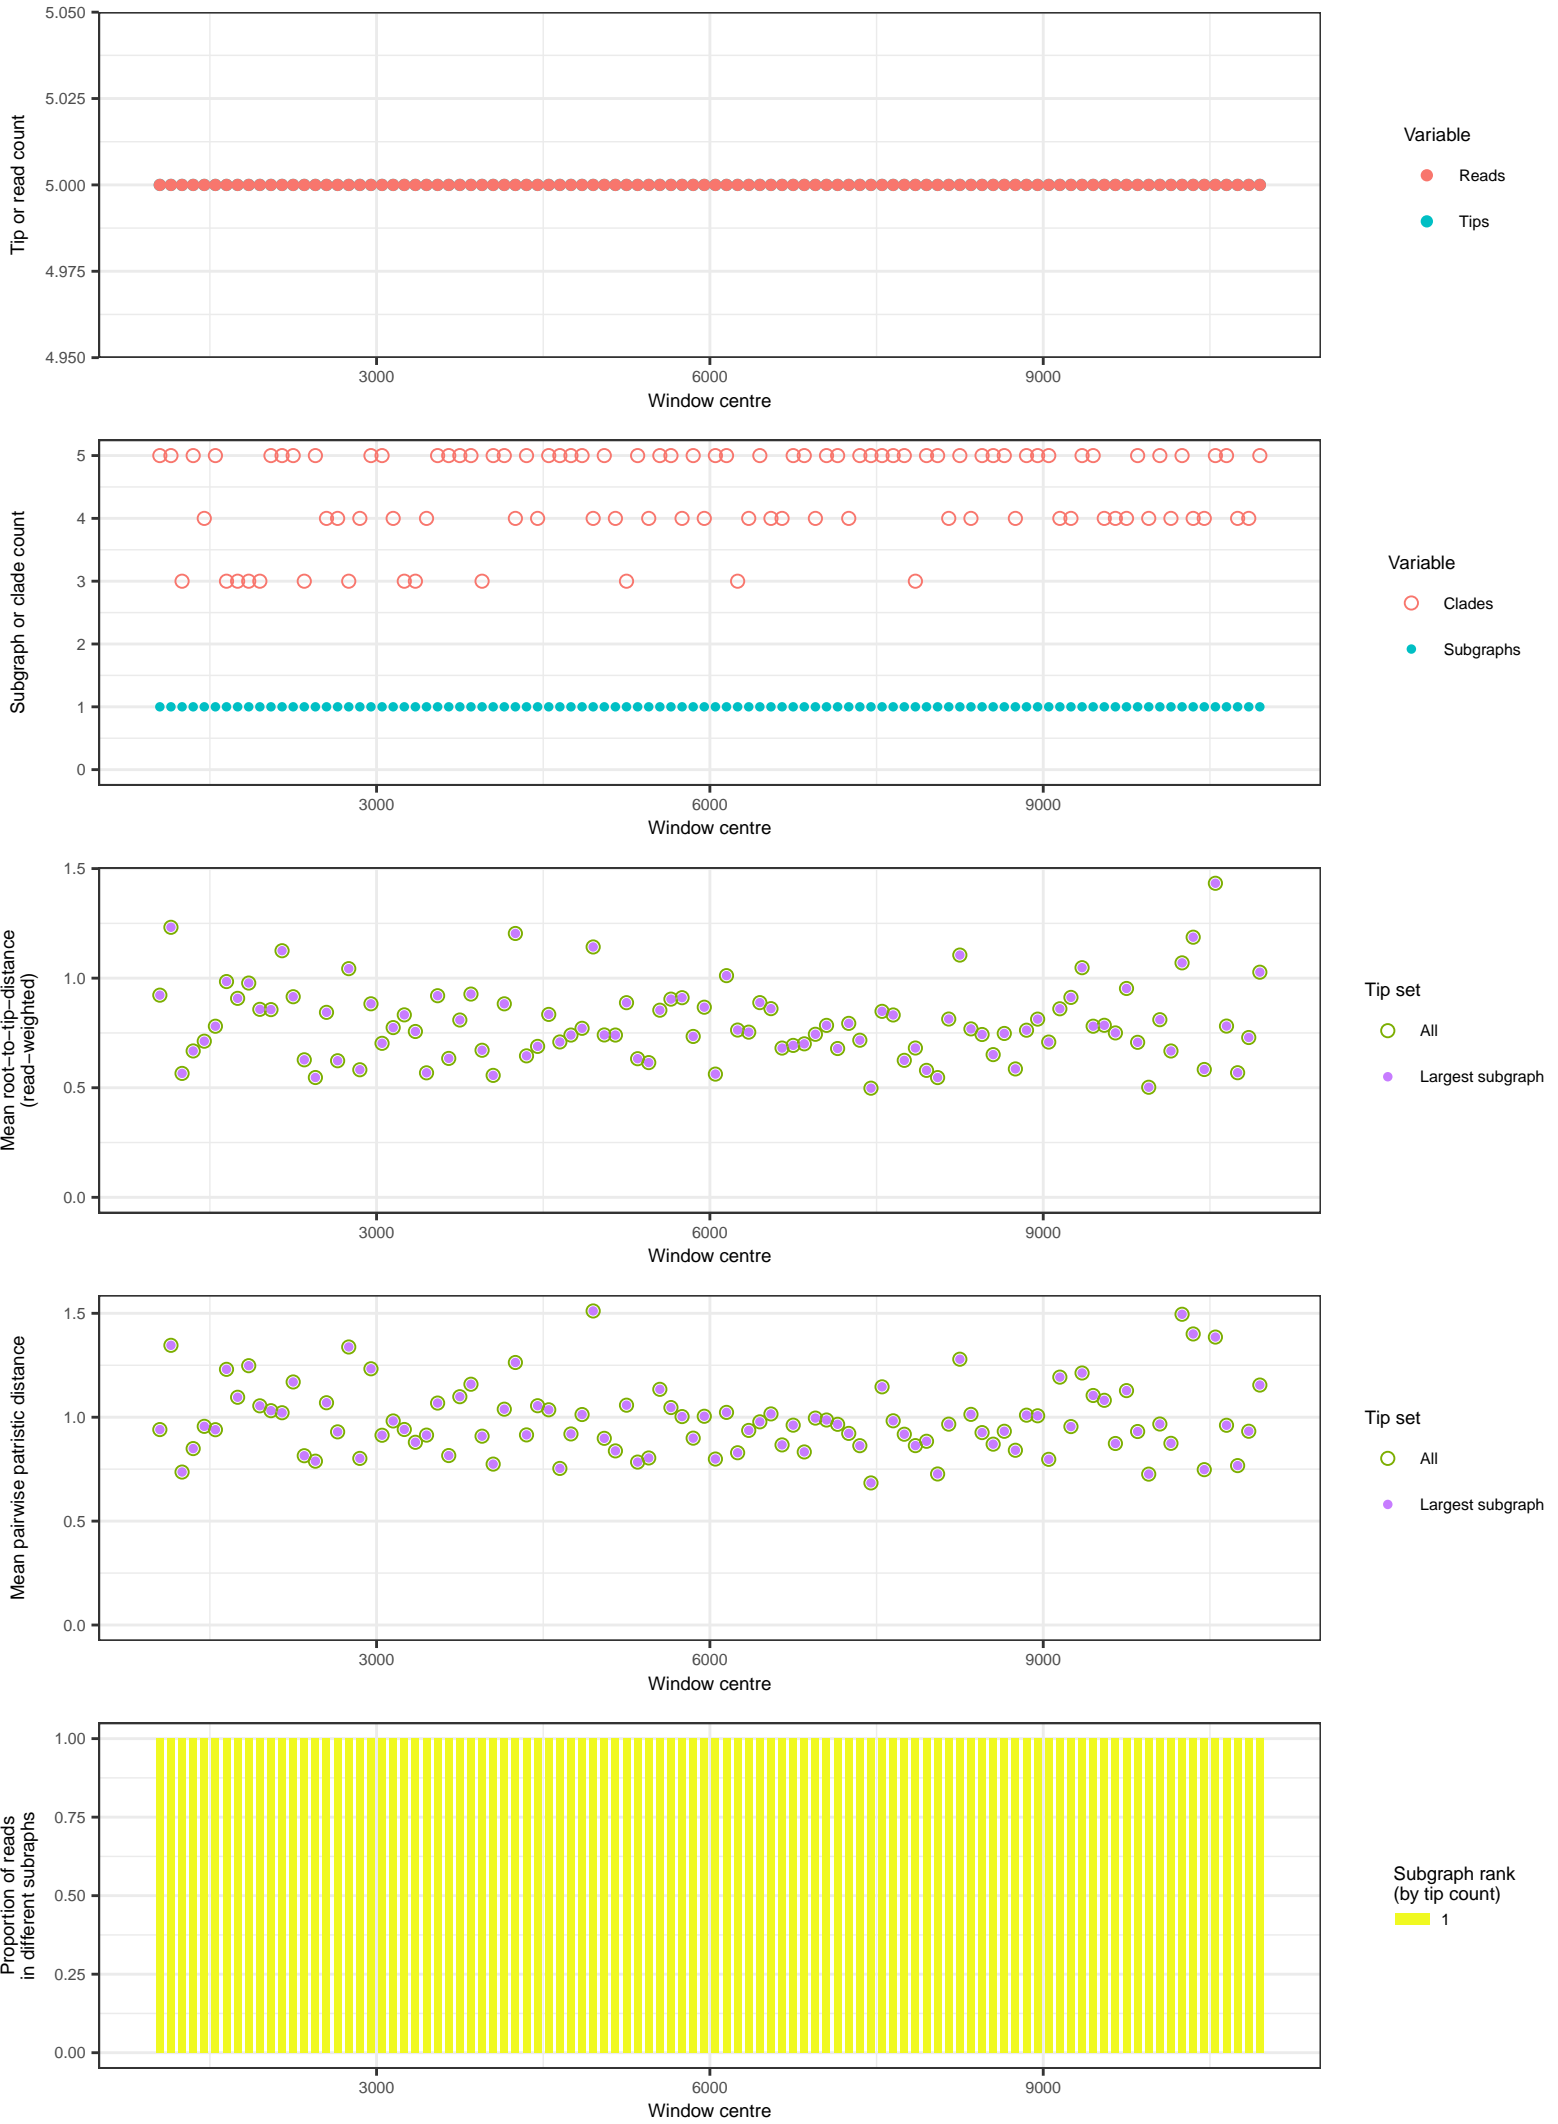 5.050
5.025
5.000
4.975
4.950
Tip or read count
3000
6000
9000
Window centre
Variable
Reads
Tips
5
4
3
2
1
0
Subgraph or clade count
3000
6000
9000
Window centre
Variable
Clades
Subgraphs
1.5
1.0
0.5
0.0
Mean root−to−tip−distance
(read−weighted)
3000
6000
9000
Window centre
Tip set
All
Largest subgraph
1.5
1.0
0.5
0.0
Mean pairwise patristic distance
3000
6000
9000
Window centre
Tip set
All
Largest subgraph
1.00
0.75
0.50
0.25
0.00
Proportion of reads
in different subraphs
3000
6000
9000
Window centre
Subgraph rank
(by tip count)
1